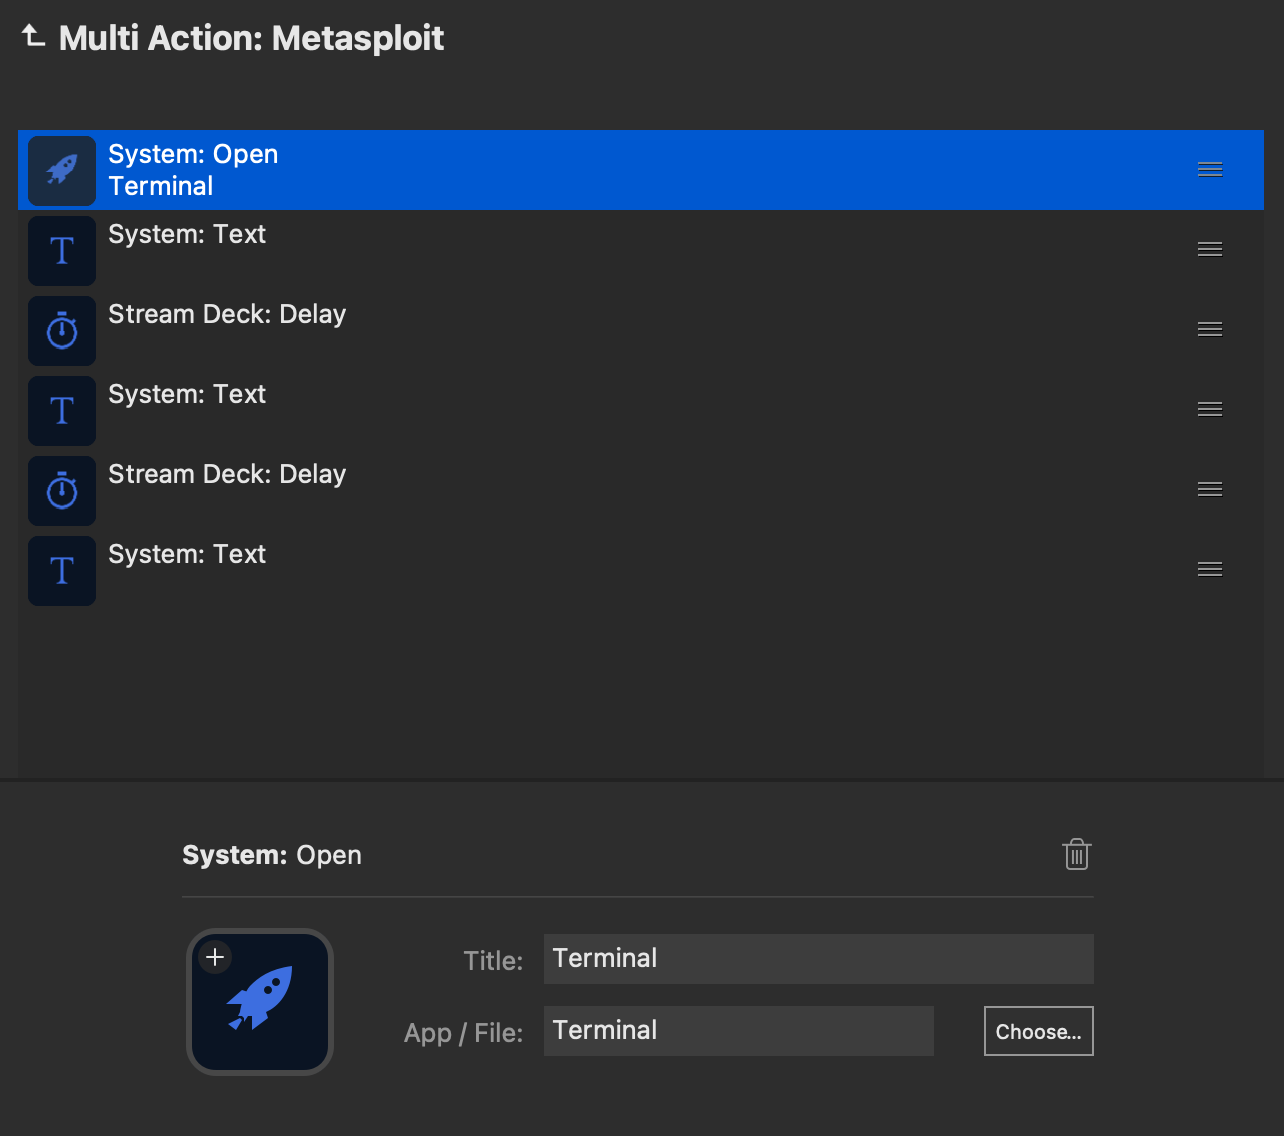 Multi Action: Metasploit
System: Open
Terminal
System: Text
Stream Deck: Delay
System: Text
Stream Deck: Delay
System: Text
System: Open
Title: Terminal
App / File: Terminal Choose...